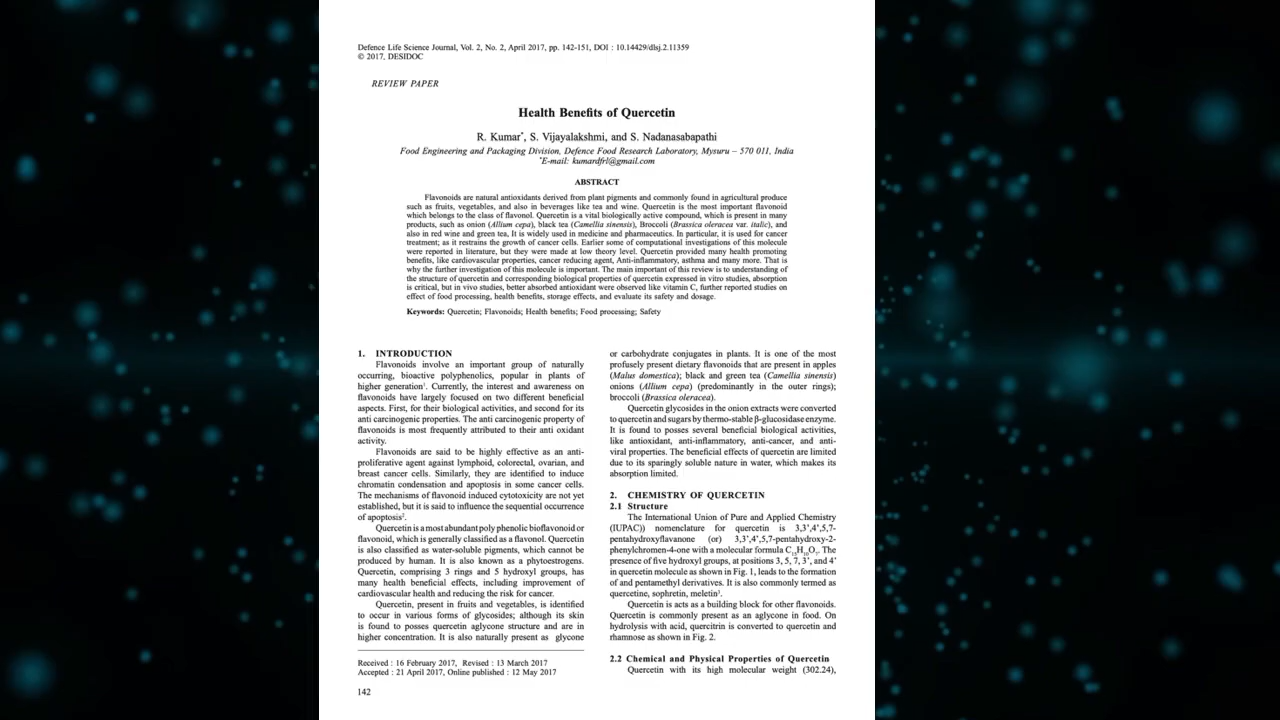 Defence Life Science Journal, Vol. 2, No. 2, April 2017, pp. 142-151, DOI : 10.14429/dlsj.2.11359
© 2017, DESIDOC
REVIEW PAPER
Health Benefits of Quercetin
R. Kumar*, S. Vijayalakshmi, and S. Nadanasabapathi
Food Engineering and Packaging Division, Defence Food Research Laboratory, Mysuru – 570 011, India
*E-mail: kumardfrl@gmail.com
ABSTRACT
Flavonoids are natural antioxidants derived from plant pigments and commonly found in agricultural produce
such as fruits, vegetables, and also in beverages like tea and wine. Quercetin is the most important flavonoid
which belongs to the class of flavonol. Quercetin is a vital biologically active compound, which is present in many
products, such as onion (Allium cepa), black tea (Camellia sinensis), Broccoli (Brassica oleracea var. italic), and
also in red wine and green tea, It is widely used in medicine and pharmaceutics. In particular, it is used for cancer
treatment; as it restrains the growth of cancer cells. Earlier some of computational investigations of this molecule
were reported in literature, but they were made at low theory level. Quercetin provided many health promoting
benefits, like cardiovascular properties, cancer reducing agent, Anti-inflammatory, asthma and many more. That is
why the further investigation of this molecule is important. The main important of this review is to understanding of
the structure of quercetin and corresponding biological properties of quercetin expressed in vitro studies, absorption
is critical, but in vivo studies, better absorbed antioxidant were observed like vitamin C, further reported studies on
effect of food processing, health benefits, storage effects, and evaluate its safety and dosage.
Keywords: Quercetin; Flavonoids; Health benefits; Food processing; Safety
1. INTRODUCTION
Flavonoids involve an important group of naturally
occurring, bioactive polyphenolics, popular in plants of
higher generation¹. Currently, the interest and awareness on
flavonoids have largely focused on two different beneficial
aspects. First, for their biological activities, and second for its
anti carcinogenic properties. The anti carcinogenic property of
flavonoids is most frequently attributed to their anti oxidant
activity.
Flavonoids are said to be highly effective as an anti-
proliferative agent against lymphoid, colorectal, ovarian, and
breast cancer cells. Similarly, they are identified to induce
chromatin condensation and apoptosis in some cancer cells.
The mechanisms of flavonoid induced cytotoxicity are not yet
established, but it is said to influence the sequential occurrence
of apoptosis².
Quercetin is a most abundant poly phenolic bioflavonoid or
flavonoid, which is generally classified as a flavonol. Quercetin
is also classified as water-soluble pigments, which cannot be
produced by human. It is also known as a phytoestrogens.
Quercetin, comprising 3 rings and 5 hydroxyl groups, has
many health beneficial effects, including improvement of
cardiovascular health and reducing the risk for cancer.
Quercetin, present in fruits and vegetables, is identified
to occur in various forms of glycosides; although its skin
is found to posses quercetin aglycone structure and are in
higher concentration. It is also naturally present as glycone
Received : 16 February 2017, Revised : 13 March 2017
Accepted : 21 April 2017, Online published : 12 May 2017
142
or carbohydrate conjugates in plants. It is one of the most
profusely present dietary flavonoids that are present in apples
(Malus domestica); black and green tea (Camellia sinensis)
onions (Allium cepa) (predominantly in the outer rings);
broccoli (Brassica oleracea).
Quercetin glycosides in the onion extracts were converted
to quercetin and sugars by thermo-stable β-glucosidase enzyme.
It is found to posses several beneficial biological activities,
like antioxidant, anti-inflammatory, anti-cancer, and anti-
viral properties. The beneficial effects of quercetin are limited
due to its sparingly soluble nature in water, which makes its
absorption limited.
2. CHEMISTRY OF QUERCETIN
2.1 Structure
The International Union of Pure and Applied Chemistry
(IUPAC)) nomenclature for quercetin is 3,3’,4’,5,7-
pentahydroxyflavanone (or) 3,3’,4’,5,7-pentahydroxy-2-
phenylchromen-4-one with a molecular formula C₁₅H₁₀O₇. The
presence of five hydroxyl groups, at positions 3, 5, 7, 3’, and 4’
in quercetin molecule as shown in Fig. 1, leads to the formation
of and pentamethyl derivatives. It is also commonly termed as
quercetine, sophretin, meletin³.
Quercetin is acts as a building block for other flavonoids.
Quercetin is commonly present as an aglycone in food. On
hydrolysis with acid, quercitrin is converted to quercetin and
rhamnose as shown in Fig. 2.
2.2 Chemical and Physical Properties of Quercetin
Quercetin with its high molecular weight (302.24),